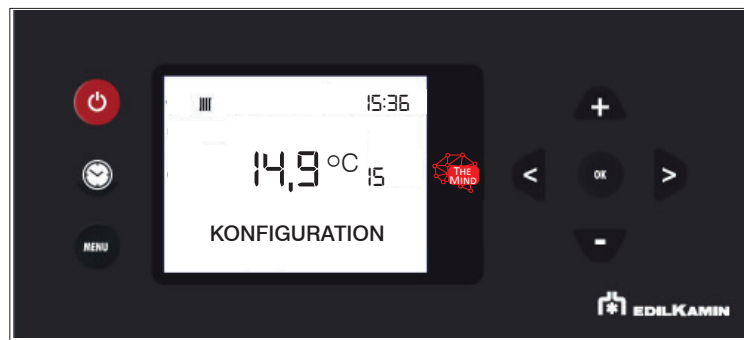 15:36
14,9 °C 15
THE
MIND
OK
MENU
KONFIGURATION
EDILKAMIN